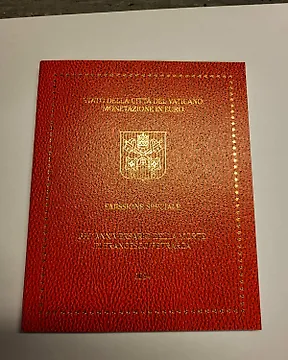 STATO DELLA CITTÀ DEL VATICANO
MONETAZIONE IN EURO
EMISSIONE SPECIALE
ANNIVERSARIO DELLA MORTE
DI FRANCESCO PETRARCA